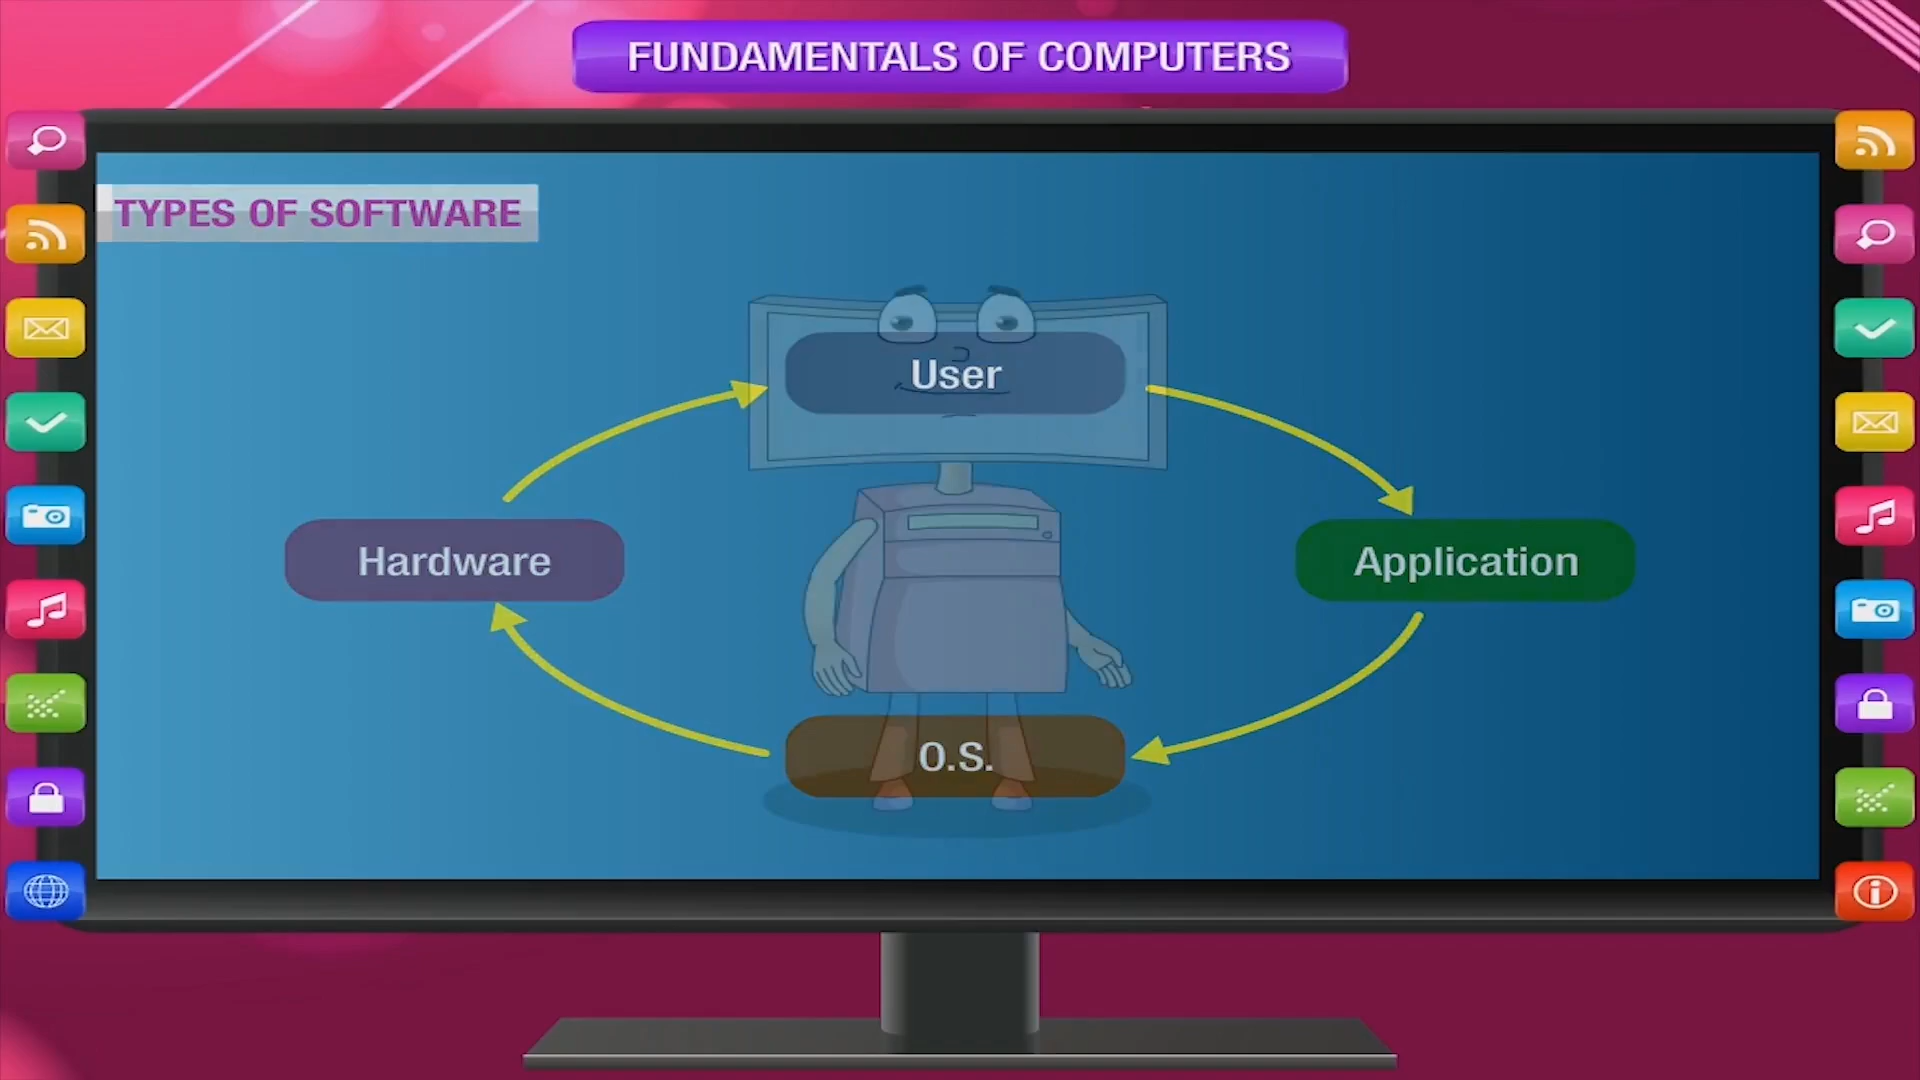 FUNDAMENTALS OF COMPUTERS
TYPES OF SOFTWARE
User
Hardware
Application
O.S.